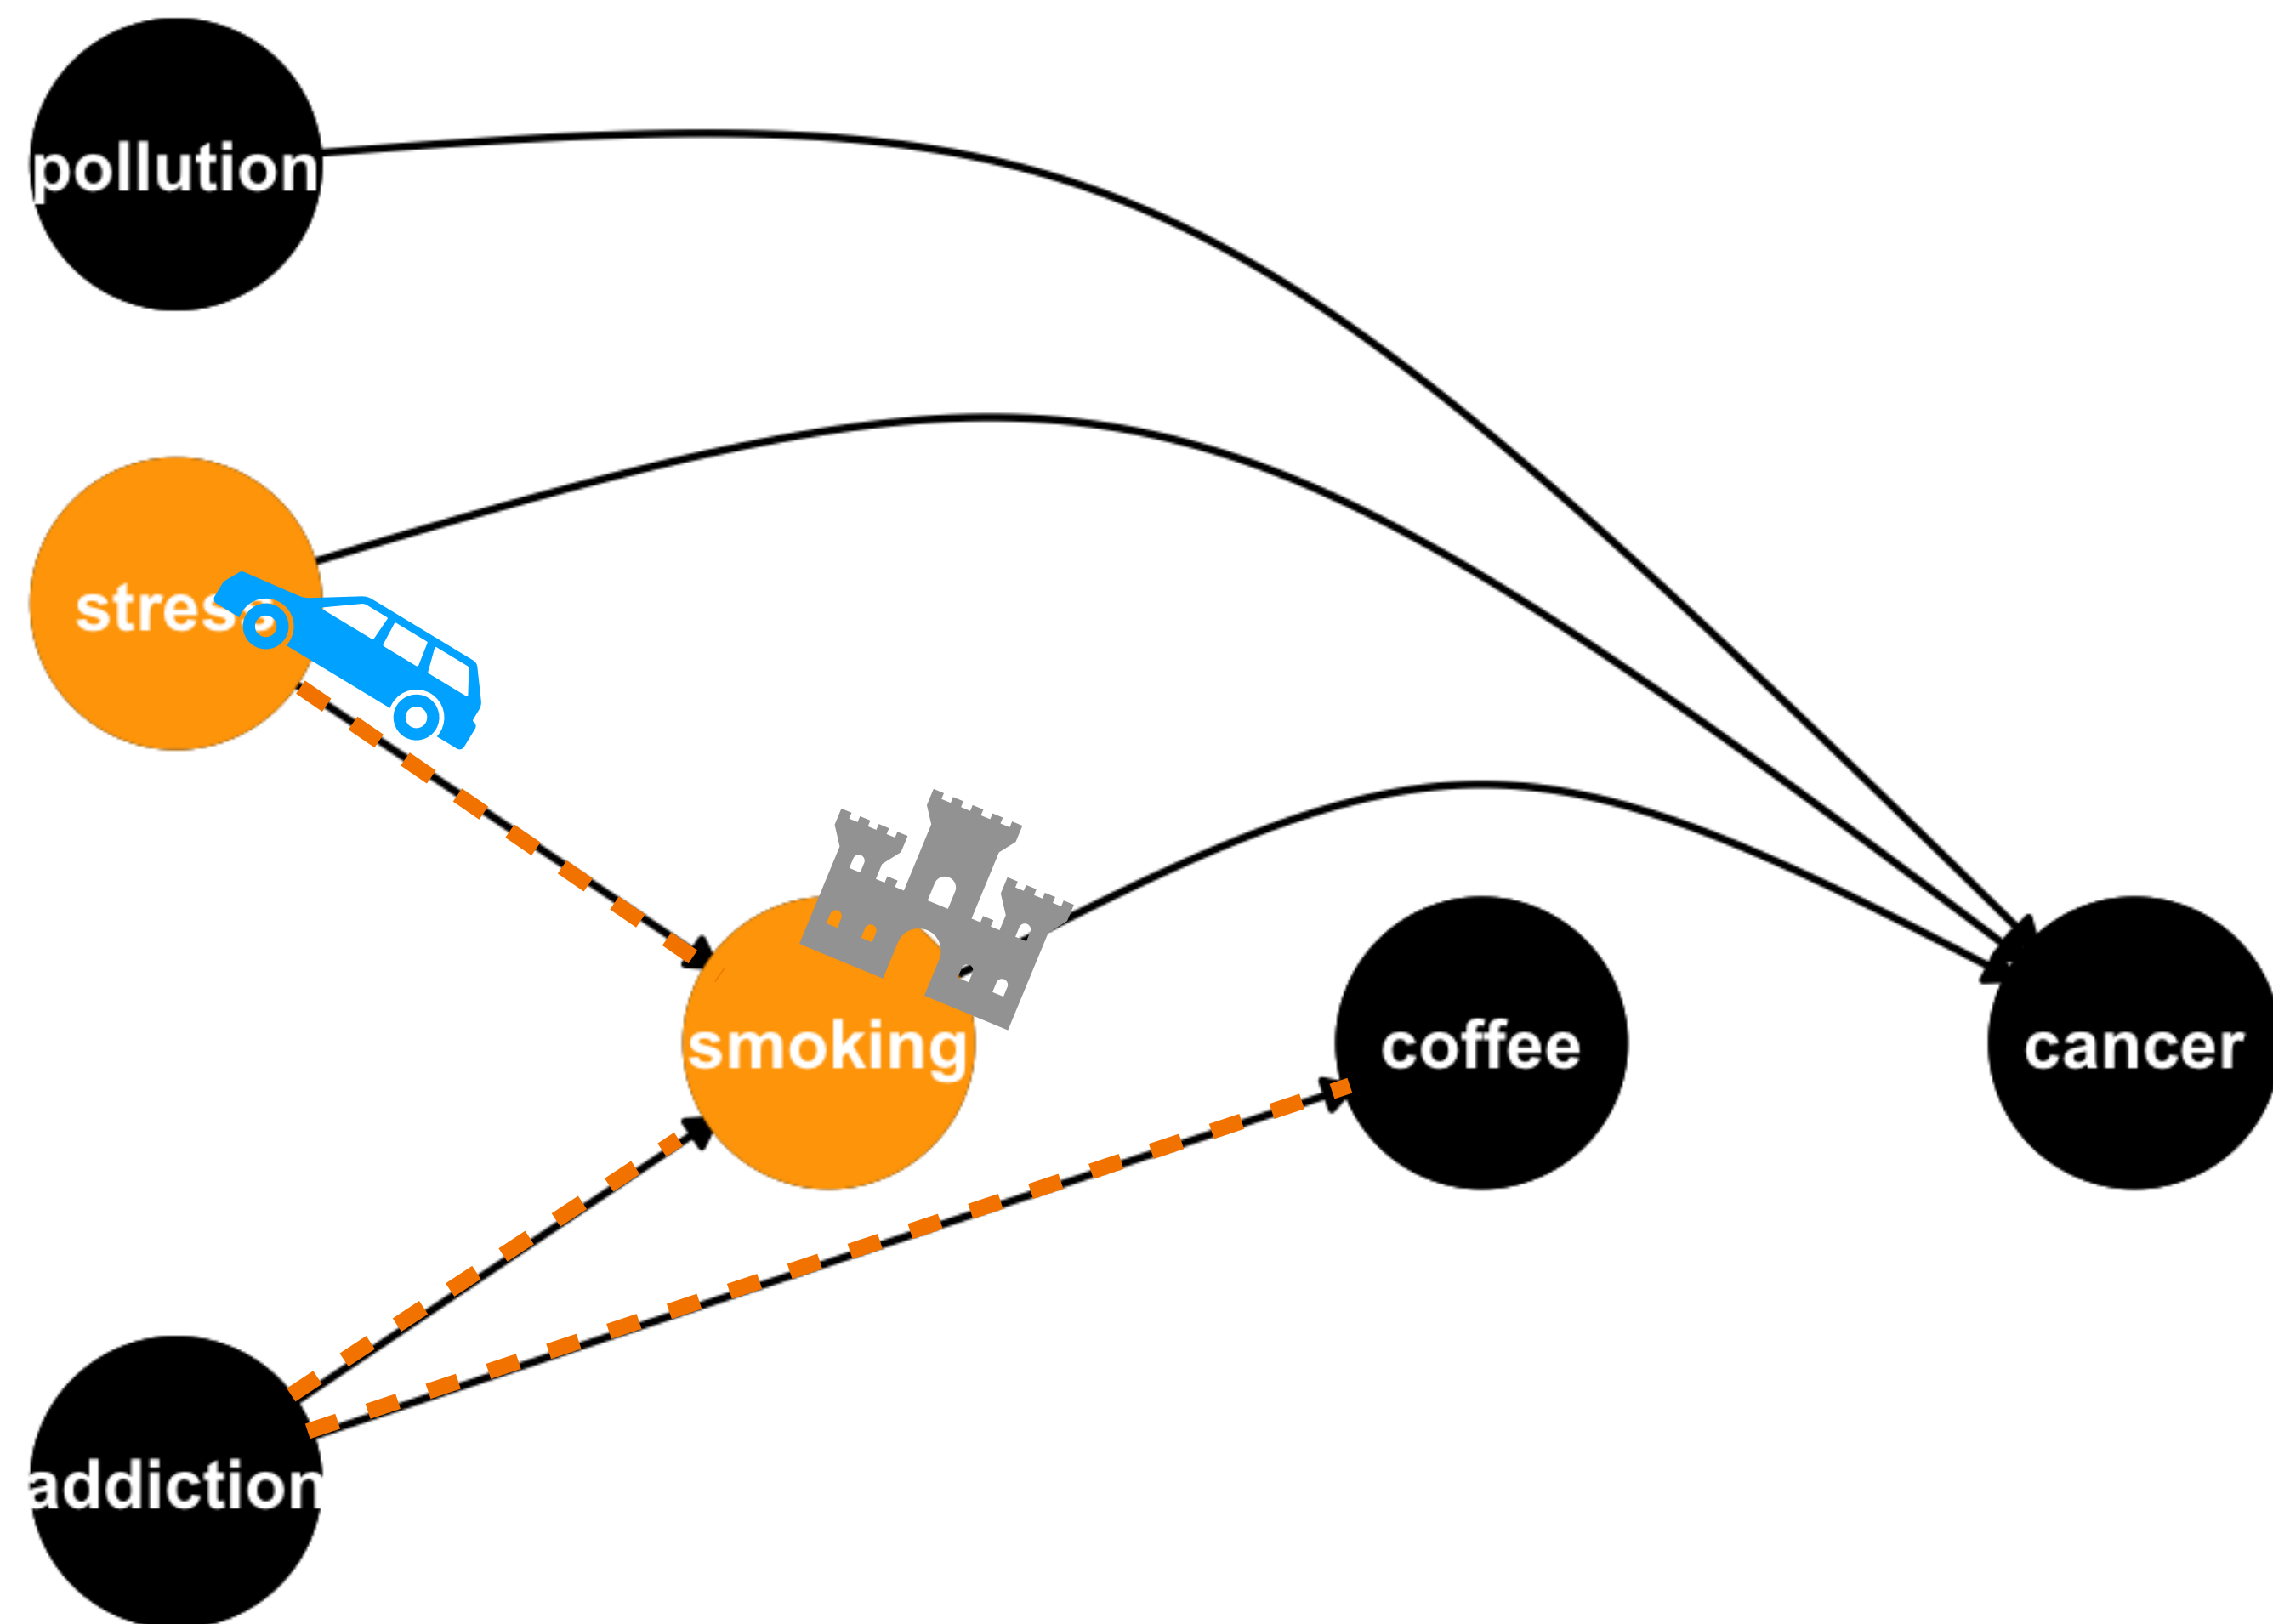 pollution
stress
smoking
coffee
cancer
addiction